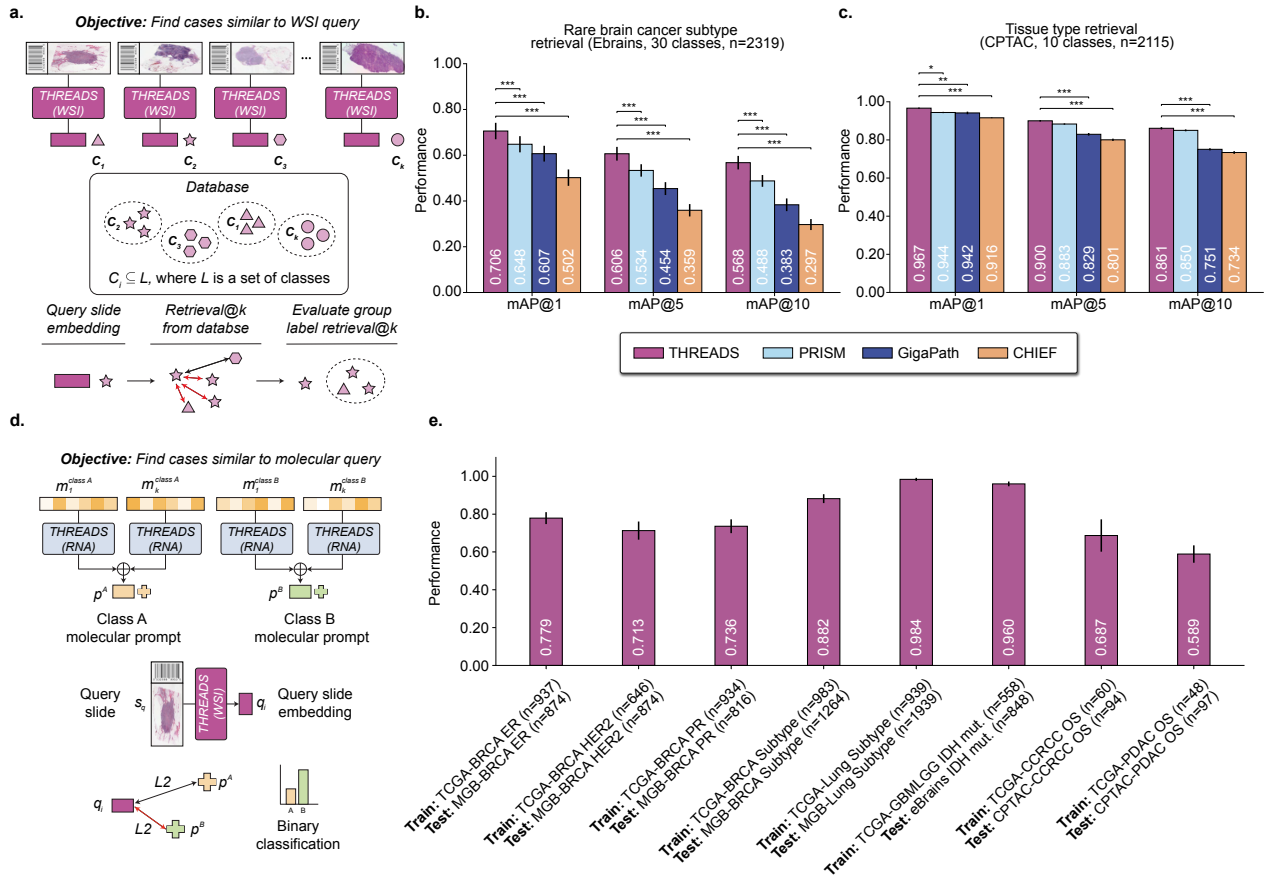 a.
Objective: Find cases similar to WSI query
...
THREADS (WSI)
THREADS (WSI)
THREADS (WSI)
THREADS (WSI)
C1
C2
C3
Ck
Database
C2
C3
C1
Ck
Ci ⊆ L, where L is a set of classes
Query slide
embedding
Retrieval@k
from databse
Evaluate group
label retrieval@k
b.
Rare brain cancer subtype
retrieval (Ebrains, 30 classes, n=2319)
Performance
1.00
0.80
0.60
0.40
0.20
0.00
***
***
***
***
***
***
***
***
***
0.706
0.648
0.607
0.502
0.606
0.534
0.454
0.359
0.568
0.488
0.383
0.297
mAP@1
mAP@5
mAP@10
c.
Tissue type retrieval
(CPTAC, 10 classes, n=2115)
Performance
1.00
0.80
0.60
0.40
0.20
0.00
*
**
***
***
***
***
***
0.967
0.944
0.942
0.916
0.900
0.883
0.829
0.801
0.861
0.850
0.751
0.734
mAP@1
mAP@5
mAP@10
THREADS
PRISM
GigaPath
CHIEF
d.
Objective: Find cases similar to molecular query
m1 class A
mk class A
m1 class B
mk class B
THREADS (RNA)
THREADS (RNA)
THREADS (RNA)
THREADS (RNA)
pA
pB
Class A
molecular prompt
Class B
molecular prompt
Query
slide
sq
THREADS (WSI)
qi
Query slide
embedding
qi
L2
pA
L2
pB
A B
Binary
classification
e.
Performance
1.00
0.80
0.60
0.40
0.20
0.00
0.779
0.713
0.736
0.882
0.984
0.960
0.687
0.589
Train: TCGA-BRCA ER (n=937)
Test: MGB-BRCA ER (n=874)
Train: TCGA-BRCA HER2 (n=646)
Test: MGB-BRCA HER2 (n=874)
Train: TCGA-BRCA PR (n=934)
Test: MGB-BRCA PR (n=816)
Train: TCGA-BRCA Subtype (n=983)
Test: MGB-BRCA Subtype (n=1264)
Train: TCGA-Lung Subtype (n=939)
Test: MGB-Lung Subtype (n=1939)
Train: TCGA-GBMLGG IDH mut. (n=558)
Test: eBrains IDH mut. (n=848)
Train: TCGA-CCRCC OS (n=60)
Test: CPTAC-CCRCC OS (n=94)
Train: TCGA-PDAC OS (n=48)
Test: CPTAC-PDAC OS (n=97)